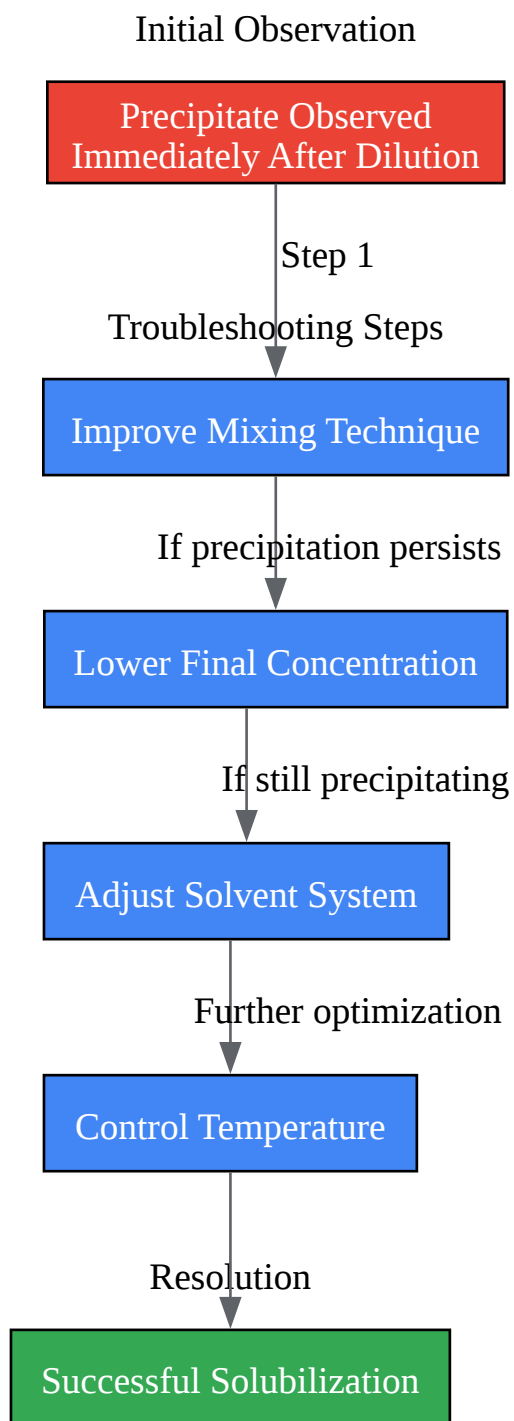 Initial Observation
Precipitate Observed
Immediately After Dilution
Step 1
Troubleshooting Steps
Improve Mixing Technique
If precipitation persists
Lower Final Concentration
If still precipitating
Adjust Solvent System
Further optimization
Control Temperature
Resolution
Successful Solubilization